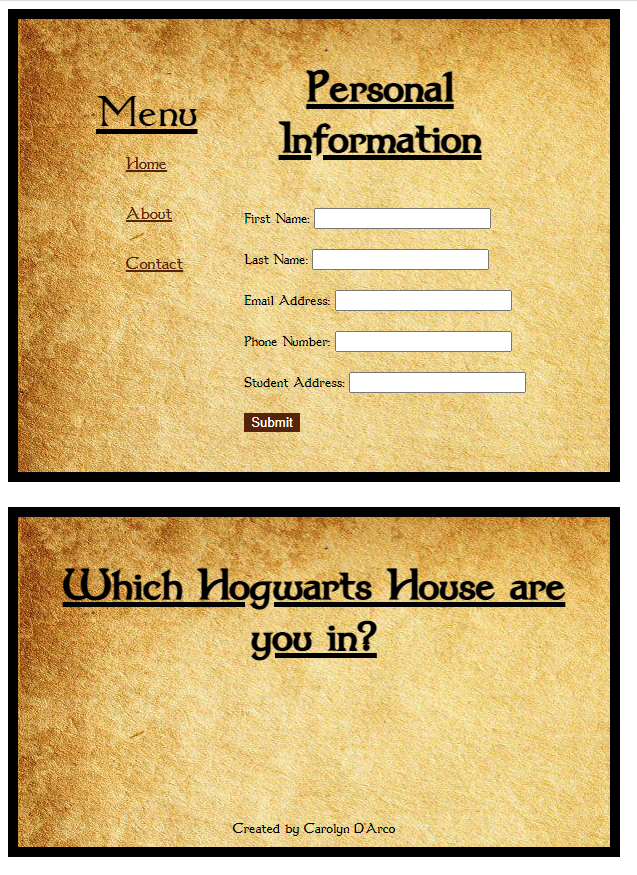 Menu
Home
About
Contact
Personal
Information
First Name:
Last Name:
Email Address:
Phone Number:
Student Address:
Submit
Which Hogwarts House are
you in?
Created by Carolyn D'Arco